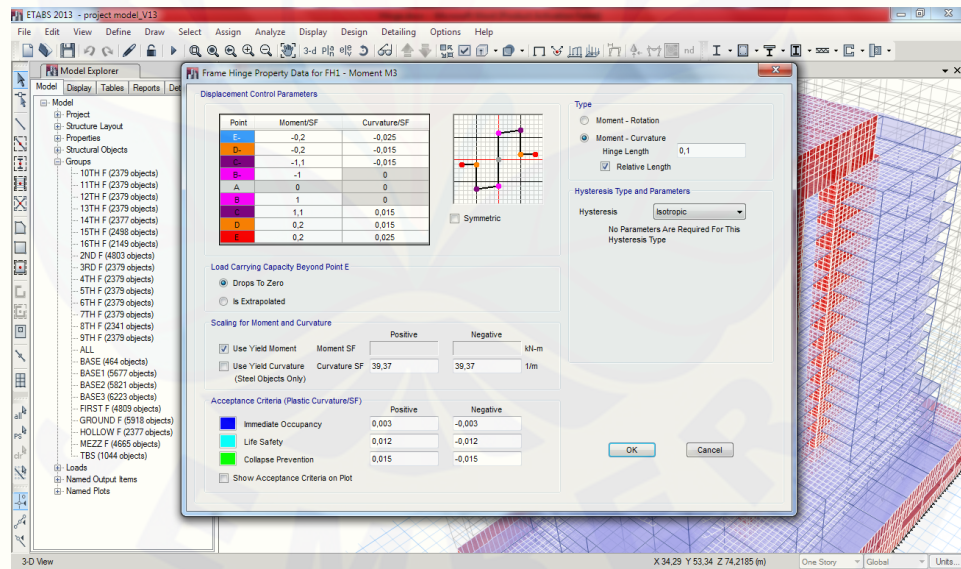 ETABS 2013 - project model_V13
File Edit View Define Draw Select Assign Analyze Display Design Detailing Options Help
3-d
nd
Model Explorer
Model Display Tables Reports Det
Model
Project
Structure Layout
Properties
Structural Objects
Groups
10TH F (2379 objects)
11TH F (2379 objects)
12TH F (2379 objects)
13TH F (2379 objects)
14TH F (2377 objects)
15TH F (2498 objects)
16TH F (2149 objects)
2ND F (4803 objects)
3RD F (2379 objects)
4TH F (2379 objects)
5TH F (2379 objects)
6TH F (2379 objects)
7TH F (2379 objects)
8TH F (2341 objects)
9TH F (2379 objects)
ALL
BASE (464 objects)
BASE1 (5677 objects)
BASE2 (5821 objects)
BASE3 (6223 objects)
FIRST F (4809 objects)
GROUND F (5918 objects)
HOLLOW F (2377 objects)
MEZZ F (4665 objects)
TBS (1044 objects)
Loads
Named Output Items
Named Plots
Frame Hinge Property Data for FH1 - Moment M3
Displacement Control Parameters
Point Moment/SF Curvature/SF
E- -0,2 -0,025
D- -0,2 -0,015
C- -1,1 -0,015
B- -1 0
A 0 0
B 1 0
C 1,1 0,015
D 0,2 0,015
E 0,2 0,025
Symmetric
Load Carrying Capacity Beyond Point E
Drops To Zero
Is Extrapolated
Scaling for Moment and Curvature
Positive Negative
Use Yield Moment Moment SF kN-m
Use Yield Curvature Curvature SF 39,37 39,37 1/m
(Steel Objects Only)
Acceptance Criteria (Plastic Curvature/SF)
Positive Negative
Immediate Occupancy 0,003 -0,003
Life Safety 0,012 -0,012
Collapse Prevention 0,015 -0,015
Show Acceptance Criteria on Plot
Type
Moment - Rotation
Moment - Curvature
Hinge Length 0,1
Relative Length
Hysteresis Type and Parameters
Hysteresis Isotropic
No Parameters Are Required For This
Hysteresis Type
OK Cancel
3-D View X 34,29 Y 53,34 Z 74,2185 (m) One Story Global Units...